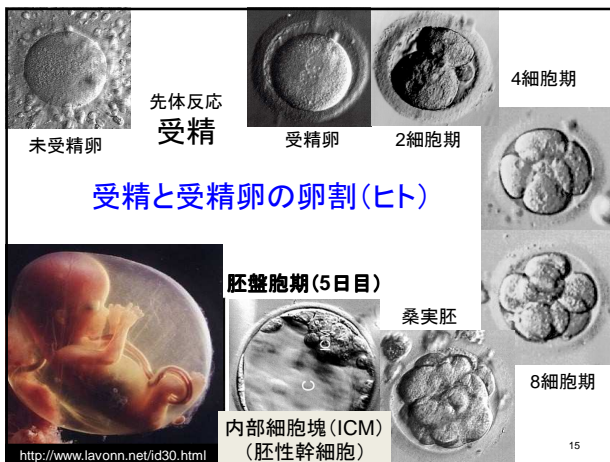 未受精卵
先体反応
受精
受精卵
2細胞期
4細胞期
受精と受精卵の卵割（ヒト）
胚盤胞期（5日目）
桑実胚
8細胞期
C
内部細胞塊（ICM）
（胚性幹細胞）
http://www.lavonn.net/id30.html
15